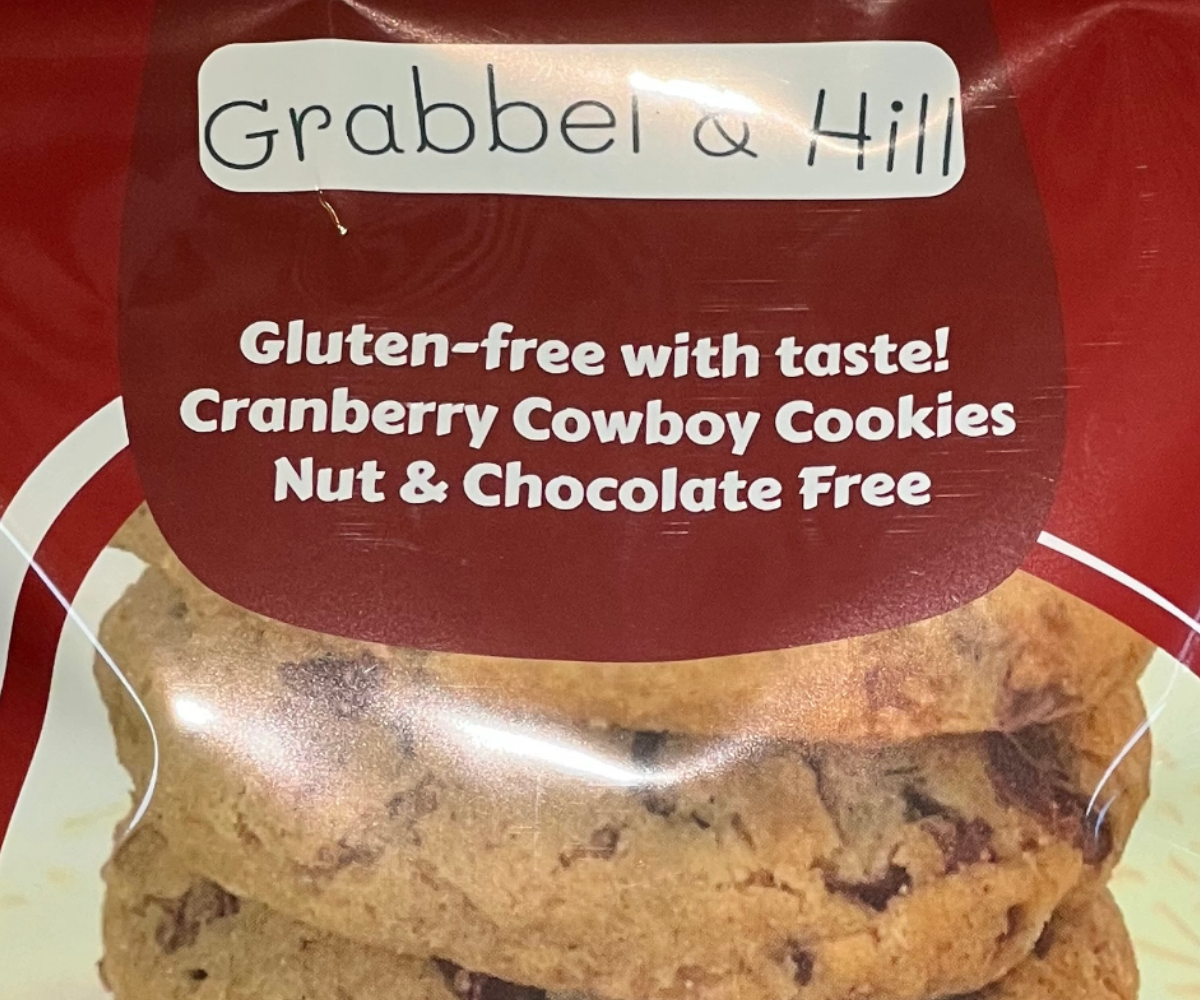 Grabbel & Hill
Gluten-free with taste!
Cranberry Cowboy Cookies
Nut & Chocolate Free